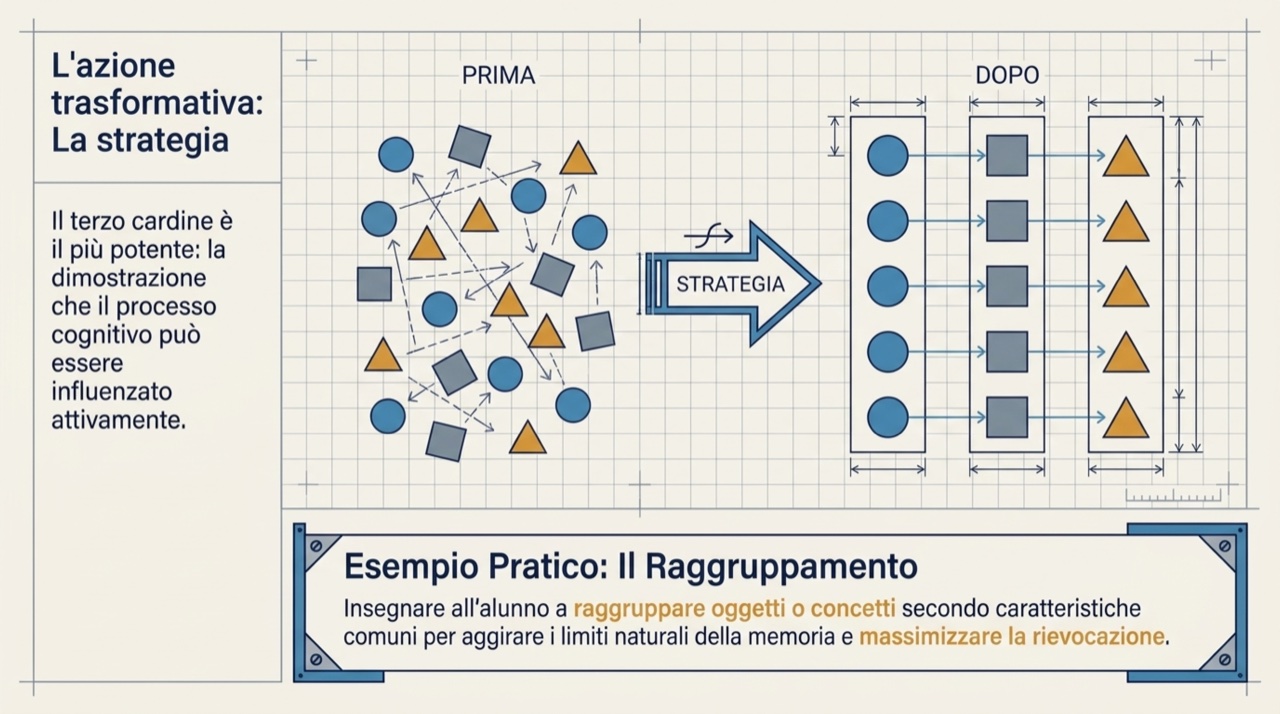 L'azione
trasformativa:
La strategia
Il terzo cardine è
il più potente: la
dimostrazione
che il processo
cognitivo può
essere
influenzato
attivamente.
PRIMA
STRATEGIA
DOPO
Esempio Pratico: Il Raggruppamento
Insegnare all'alunno a raggruppare oggetti o concetti secondo caratteristiche
comuni per aggirare i limiti naturali della memoria e massimizzare la rievocazione.